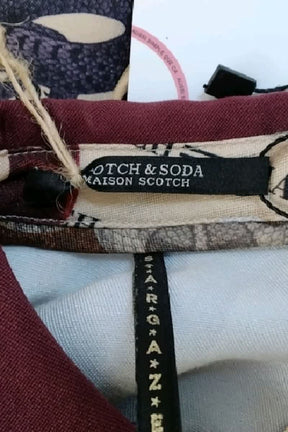 OTCH & SODA
MAISON SCOTCH
S★A★R★G★A★Z★E